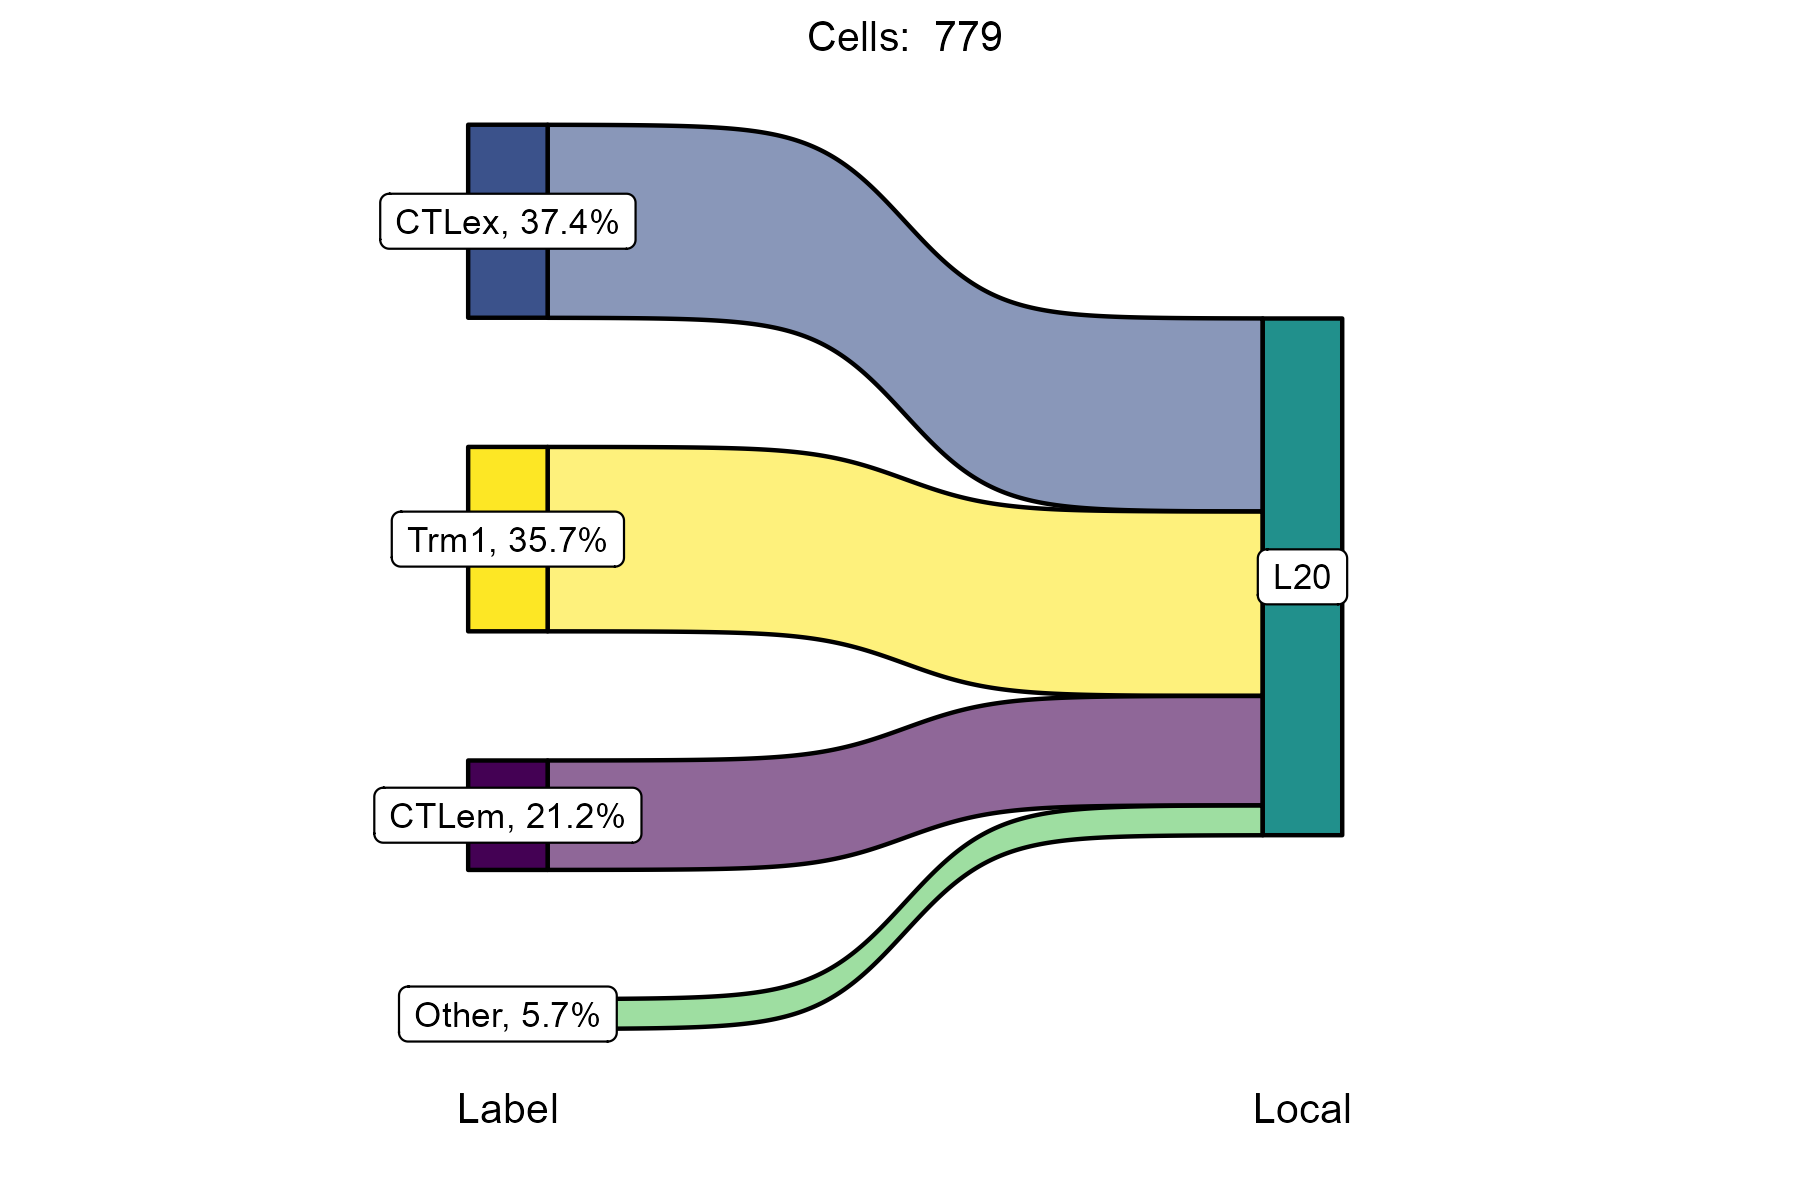 Cells:  779
CTLex, 37.4%
Trm1, 35.7%
L20
CTLem, 21.2%
Other, 5.7%
Label
Local